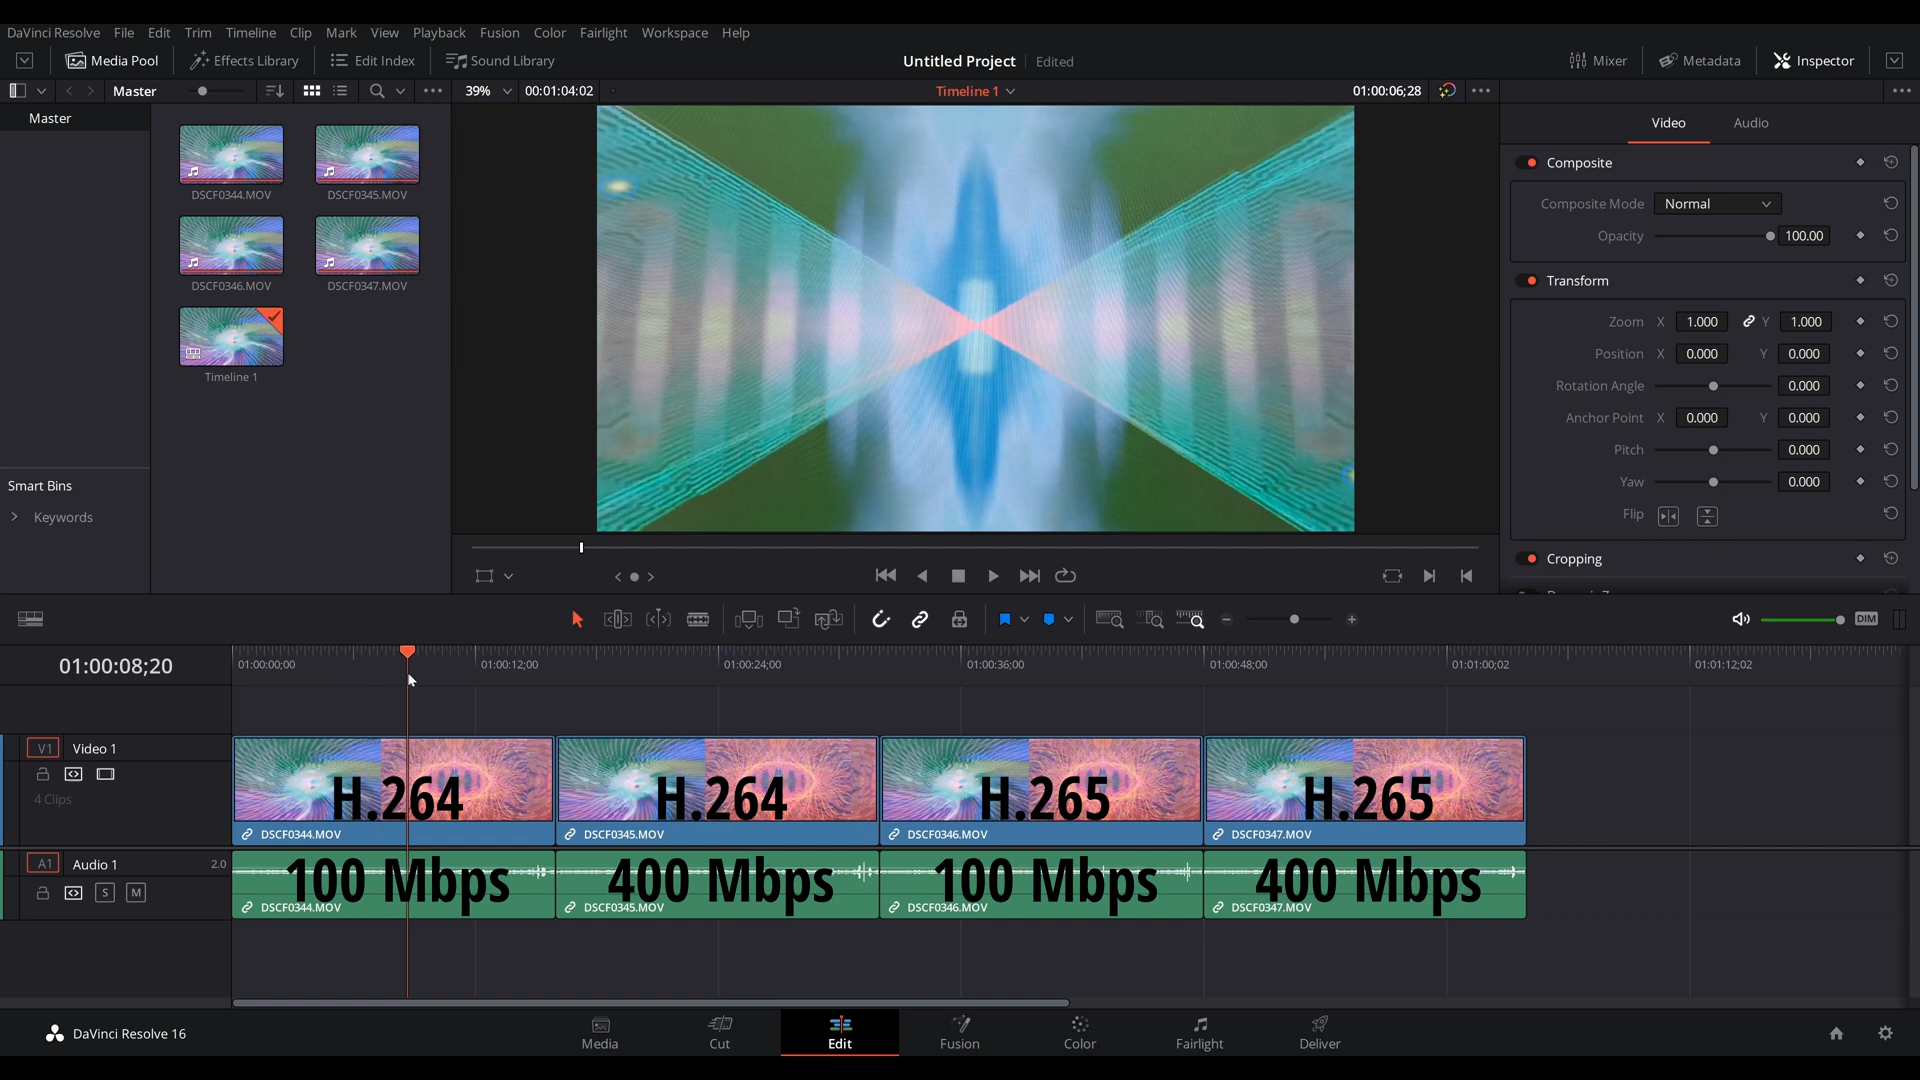 DaVinci Resolve File Edit Trim Timeline Clip Mark View Playback Fusion Color Fairlight Workspace Help
Media Pool Effects Library Edit Index Sound Library Untitled Project Edited Mixer Metadata Inspector
Master 39% 00:01:04:02 Timeline 1 01:00:06;28
Master
DSCF0344.MOV DSCF0345.MOV
DSCF0346.MOV DSCF0347.MOV
Timeline 1
Smart Bins
Keywords
Video Audio
Composite
Composite Mode Normal
Opacity 100.00
Transform
Zoom X 1.000 Y 1.000
Position X 0.000 Y 0.000
Rotation Angle 0.000
Anchor Point X 0.000 Y 0.000
Pitch 0.000
Yaw 0.000
Flip
Cropping
DIM
01:00:08;20 01:00:00;00 01:00:12;00 01:00:24;00 01:00:36;00 01:00:48;00 01:01:00;02 01:01:12;02
V1 Video 1
4 Clips
H.264 H.264 H.265 H.265
DSCF0344.MOV DSCF0345.MOV DSCF0346.MOV DSCF0347.MOV
A1 Audio 1 2.0
S M
100 Mbps 400 Mbps 100 Mbps 400 Mbps
DSCF0344.MOV DSCF0345.MOV DSCF0346.MOV DSCF0347.MOV
DaVinci Resolve 16
Media Cut Edit Fusion Color Fairlight Deliver